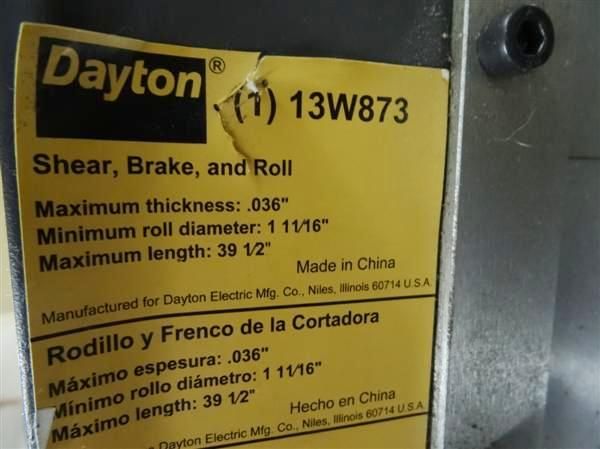 Dayton®
(1) 13W873
Shear, Brake, and Roll
Maximum thickness: .036"
Minimum roll diameter: 1 11/16"
Maximum length: 39 1/2"
Made in China
Manufactured for Dayton Electric Mfg. Co., Niles, Illinois 60714 U.S.A.
Rodillo y Frenco de la Cortadora
Máximo espesura: .036"
Mínimo rollo diámetro: 1 11/16"
Máximo length: 39 1/2"
Hecho en China
Dayton Electric Mfg. Co., Niles, Illinois 60714 U.S.A.